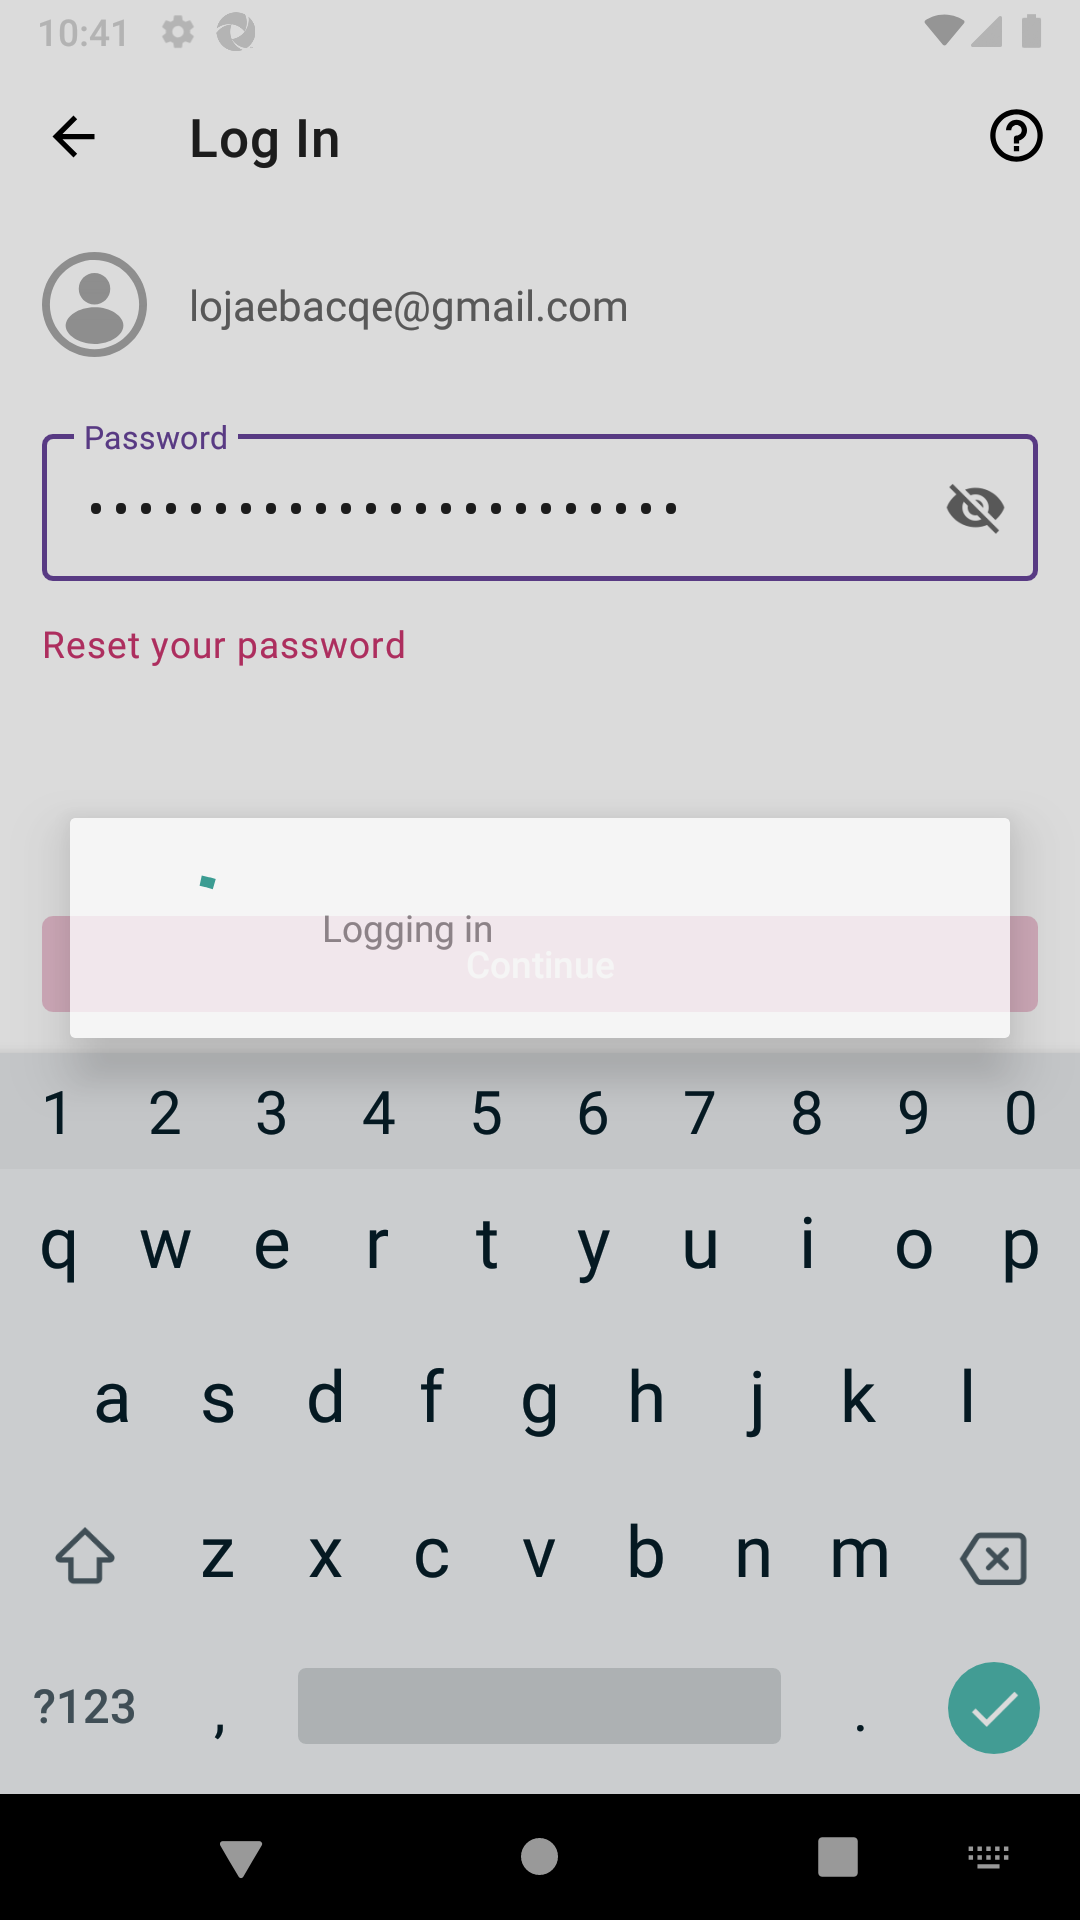 10:41
Log In
lojaebacqe@gmail.com
Password
••••••••••••••••••••••••
Reset your password
Logging in
Continue
1 2 3 4 5 6 7 8 9 0
q w e r t y u i o p
a s d f g h j k l
z x c v b n m
?123 , .